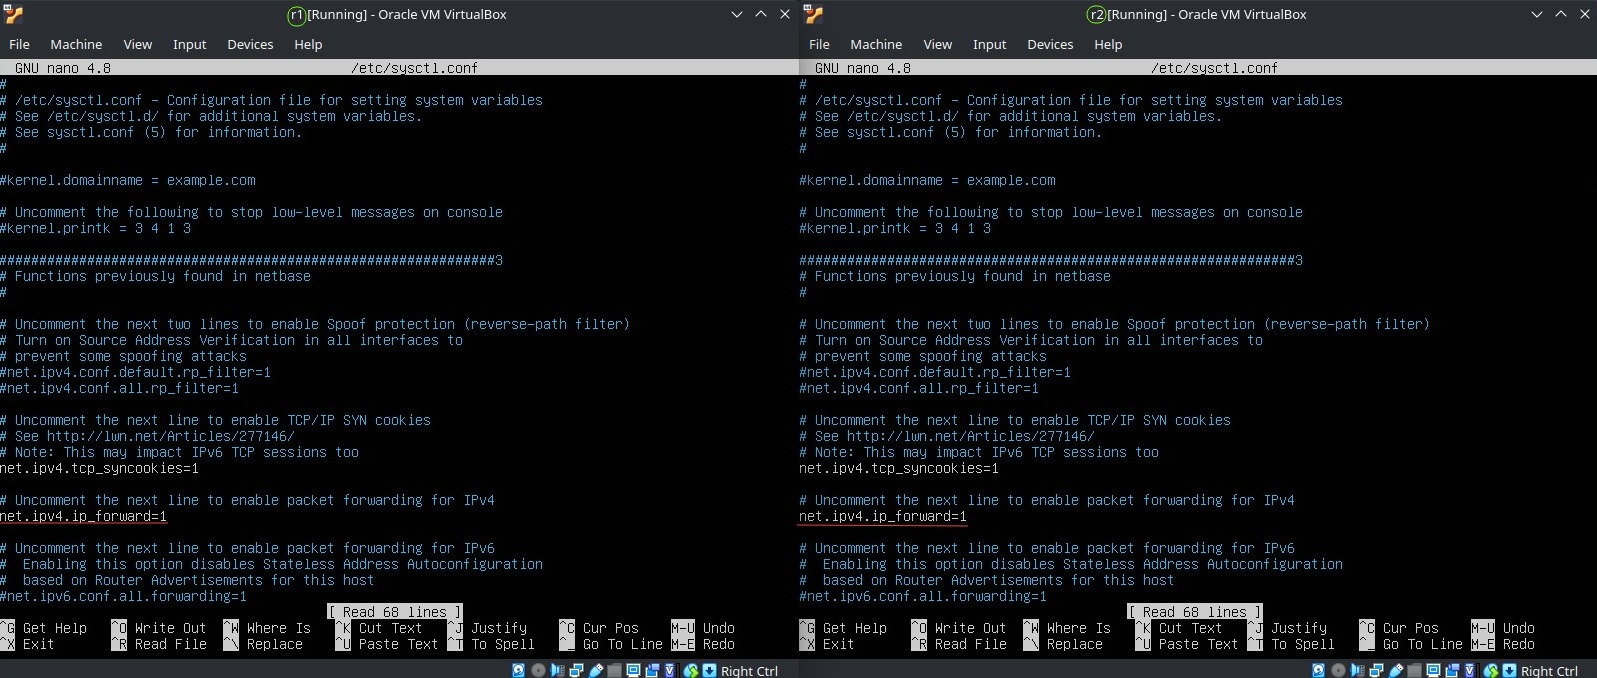 r1 [Running] - Oracle VM VirtualBox
File Machine View Input Devices Help
GNU nano 4.8 /etc/sysctl.conf
#
# /etc/sysctl.conf - Configuration file for setting system variables
# See /etc/sysctl.d/ for additional system variables.
# See sysctl.conf (5) for information.
#
#kernel.domainname = example.com
# Uncomment the following to stop low-level messages on console
#kernel.printk = 3 4 1 3
##############################################################3
# Functions previously found in netbase
#
# Uncomment the next two lines to enable Spoof protection (reverse-path filter)
# Turn on Source Address Verification in all interfaces to
# prevent some spoofing attacks
#net.ipv4.conf.default.rp_filter=1
#net.ipv4.conf.all.rp_filter=1
# Uncomment the next line to enable TCP/IP SYN cookies
# See http://lwn.net/Articles/277146/
# Note: This may impact IPv6 TCP sessions too
net.ipv4.tcp_syncookies=1
# Uncomment the next line to enable packet forwarding for IPv4
net.ipv4.ip_forward=1
# Uncomment the next line to enable packet forwarding for IPv6
#  Enabling this option disables Stateless Address Autoconfiguration
#  based on Router Advertisements for this host
#net.ipv6.conf.all.forwarding=1
[ Read 68 lines ]
^G Get Help ^O Write Out ^W Where Is ^K Cut Text ^J Justify ^C Cur Pos M-U Undo
^X Exit ^R Read File ^\ Replace ^U Paste Text ^T To Spell ^_ Go To Line M-E Redo
Right Ctrl
r2 [Running] - Oracle VM VirtualBox
File Machine View Input Devices Help
GNU nano 4.8 /etc/sysctl.conf
#
# /etc/sysctl.conf - Configuration file for setting system variables
# See /etc/sysctl.d/ for additional system variables.
# See sysctl.conf (5) for information.
#
#kernel.domainname = example.com
# Uncomment the following to stop low-level messages on console
#kernel.printk = 3 4 1 3
##############################################################3
# Functions previously found in netbase
#
# Uncomment the next two lines to enable Spoof protection (reverse-path filter)
# Turn on Source Address Verification in all interfaces to
# prevent some spoofing attacks
#net.ipv4.conf.default.rp_filter=1
#net.ipv4.conf.all.rp_filter=1
# Uncomment the next line to enable TCP/IP SYN cookies
# See http://lwn.net/Articles/277146/
# Note: This may impact IPv6 TCP sessions too
net.ipv4.tcp_syncookies=1
# Uncomment the next line to enable packet forwarding for IPv4
net.ipv4.ip_forward=1
# Uncomment the next line to enable packet forwarding for IPv6
#  Enabling this option disables Stateless Address Autoconfiguration
#  based on Router Advertisements for this host
#net.ipv6.conf.all.forwarding=1
[ Read 68 lines ]
^G Get Help ^O Write Out ^W Where Is ^K Cut Text ^J Justify ^C Cur Pos M-U Undo
^X Exit ^R Read File ^\ Replace ^U Paste Text ^T To Spell ^_ Go To Line M-E Redo
Right Ctrl